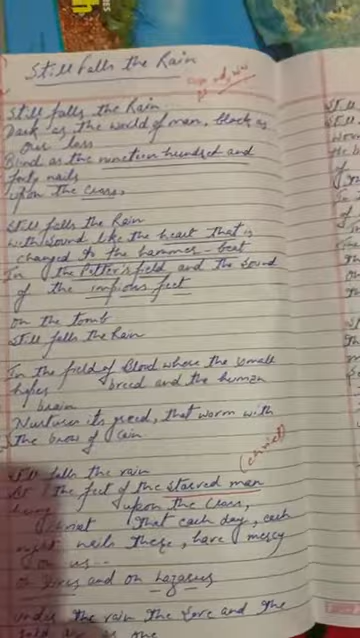 Still falls the Rain
Still falls the Rain
Dark as the world of man, black as
our loss
Blind as the nineteen hundred and
forty nails
upon the Cross,
Still falls the Rain
with sound like the heart that is
changed to the hammer-beat
In the Potter's field and the sound
of the impious feet
on the tomb
Still falls the Rain
In the field of Blood where the small
hopes breed and the human
brain
Nurtures its greed, that worm with
the brow of Cain
Still falls the rain
(christ)
At the feet of the starved man
hung upon the Cross,
christ that each day, each
night nails there, have mercy
on us..
on Dives and on Lazarus
under the rain the sore and the
gold as one